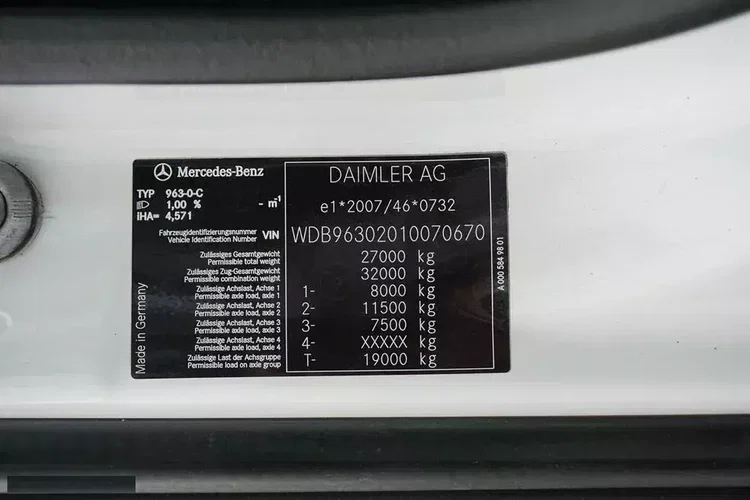 Mercedes-Benz
TYP 963-0-C
1,00 % - m⁻¹
iHA= 4,571
DAIMLER AG
e1*2007/46*0732
Fahrzeugidentifizierungsnummer
Vehicle Identification Number VIN WDB96302010070670
Zulässiges Gesamtgewicht
Permissible total weight 27000 kg
Zulässiges Zug-Gesamtgewicht
Permissible combination weight 32000 kg
Zulässige Achslast, Achse 1
Permissible axle load, axle 1 1- 8000 kg
Zulässige Achslast, Achse 2
Permissible axle load, axle 2 2- 11500 kg
Zulässige Achslast, Achse 3
Permissible axle load, axle 3 3- 7500 kg
Zulässige Achslast, Achse 4
Permissible axle load, axle 4 4- XXXXX kg
Zulässige Last der Achsgruppe
Permissible load on axle group T- 19000 kg
Made in Germany
A 000 584 98 01